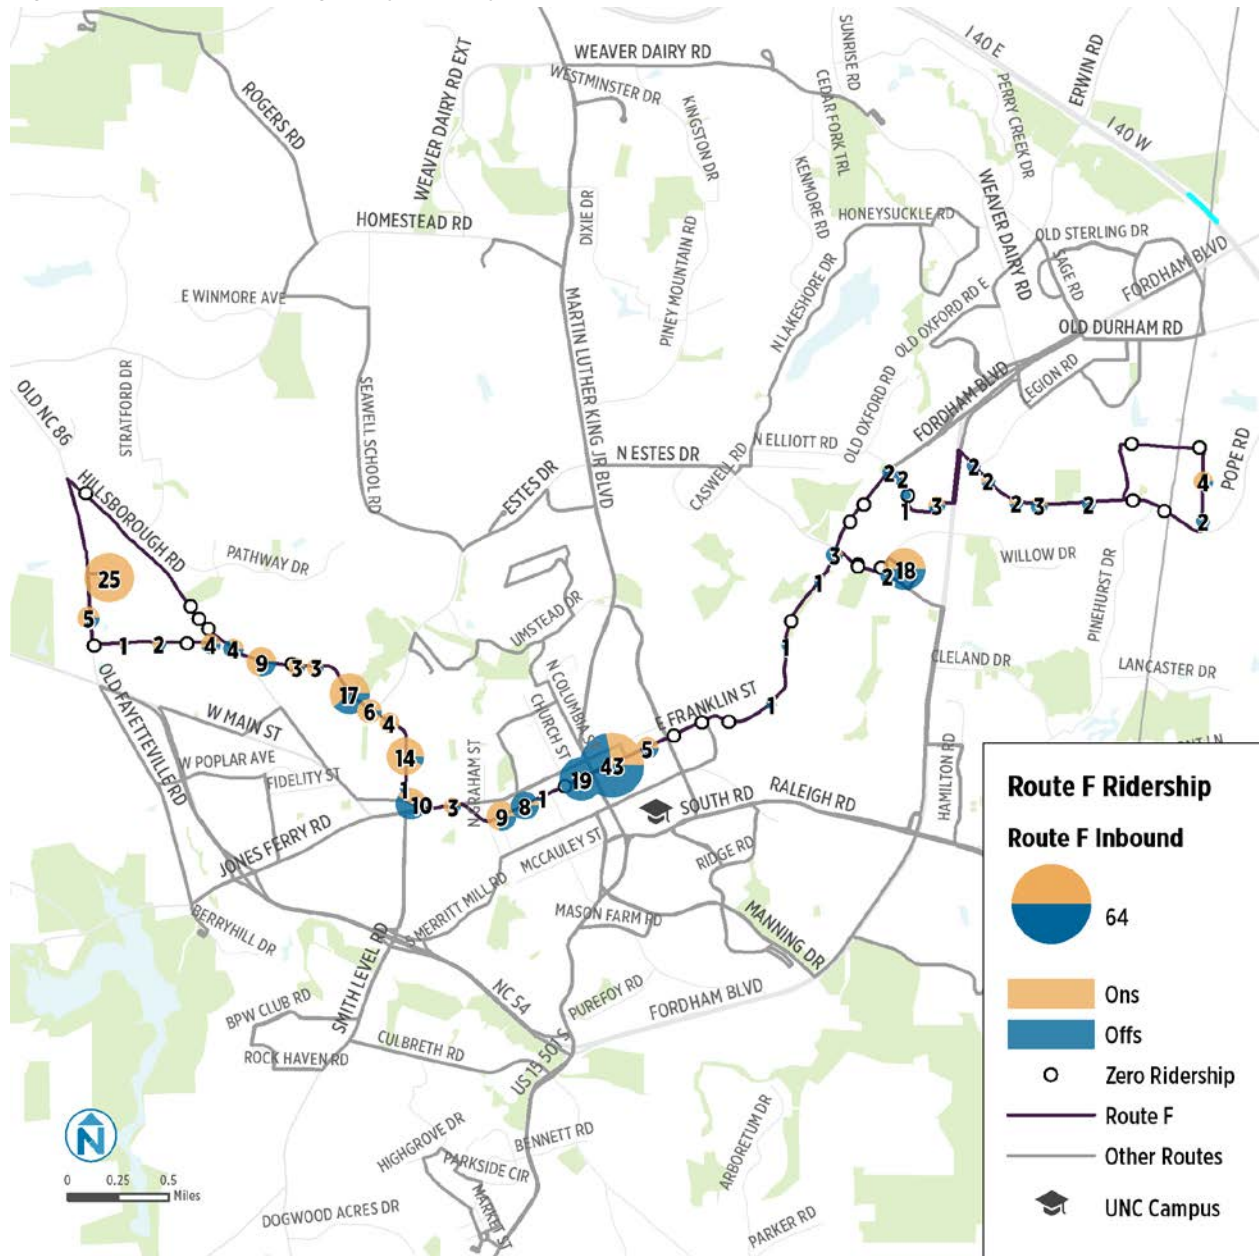 I 40 E
WEAVER DAIRY RD
SUNRISE RD
ERWIN RD
WESTMINSTER DR
WEAVER DAIRY RD EXT
ROGERS RD
KINGSTON DR
CEDAR FORK TRL
PERRY CREEK DR
I 40 W
KENMORE RD
WEAVER DAIRY RD
HOMESTEAD RD
DIXIE DR
PINEY MOUNTAIN RD
HONEYSUCKLE RD
OLD STERLING DR
SAGE RD
FORDHAM BLVD
N LAKESHORE DR
E WINMORE AVE
OLD OXFORD RD E
OLD DURHAM RD
MARTIN LUTHER KING JR BLVD
STRATFORD DR
SEAWELL SCHOOL RD
OLD NC 86
FORDHAM BLVD
LEGION RD
OLD OXFORD RD
N ELLIOTT RD
N ESTES DR
CASWELL RD
POPE RD
ESTES DR
HILLSBOROUGH RD
2
2
1
3
2
2
2
3
2
4
2
PATHWAY DR
25
5
1
2
4
4
9
3
3
17
6
4
14
1
10
3
9
8
1
19
43
5
1
1
1
3
2
18
WILLOW DR
PINEHURST DR
UMSTEAD DR
CLELAND DR
LANCASTER DR
N COLUMBIA S
CHURCH ST
E FRANKLIN ST
OLD FAYETTEVILLE RD
W MAIN ST
W POPLAR AVE
FIDELITY ST
N GRAHAM ST
HAMILTON RD
JONES FERRY RD
SOUTH RD
RALEIGH RD
MCCAULEY ST
RIDGE RD
S MERRITT MILL RD
BERRYHILL DR
MASON FARM RD
MANNING DR
SMITH LEVEL RD
NC 54
PUREFOY RD
FORDHAM BLVD
BPW CLUB RD
CULBRETH RD
ROCK HAVEN RD
US 15 501 S
HIGHGROVE DR
BENNETT RD
PARKSIDE CIR
ARBORETUM DR
MARKET ST
DOGWOOD ACRES DR
PARKER RD
N
0 0.25 0.5
Miles
Route F Ridership
Route F Inbound
64
Ons
Offs
Zero Ridership
Route F
Other Routes
UNC Campus